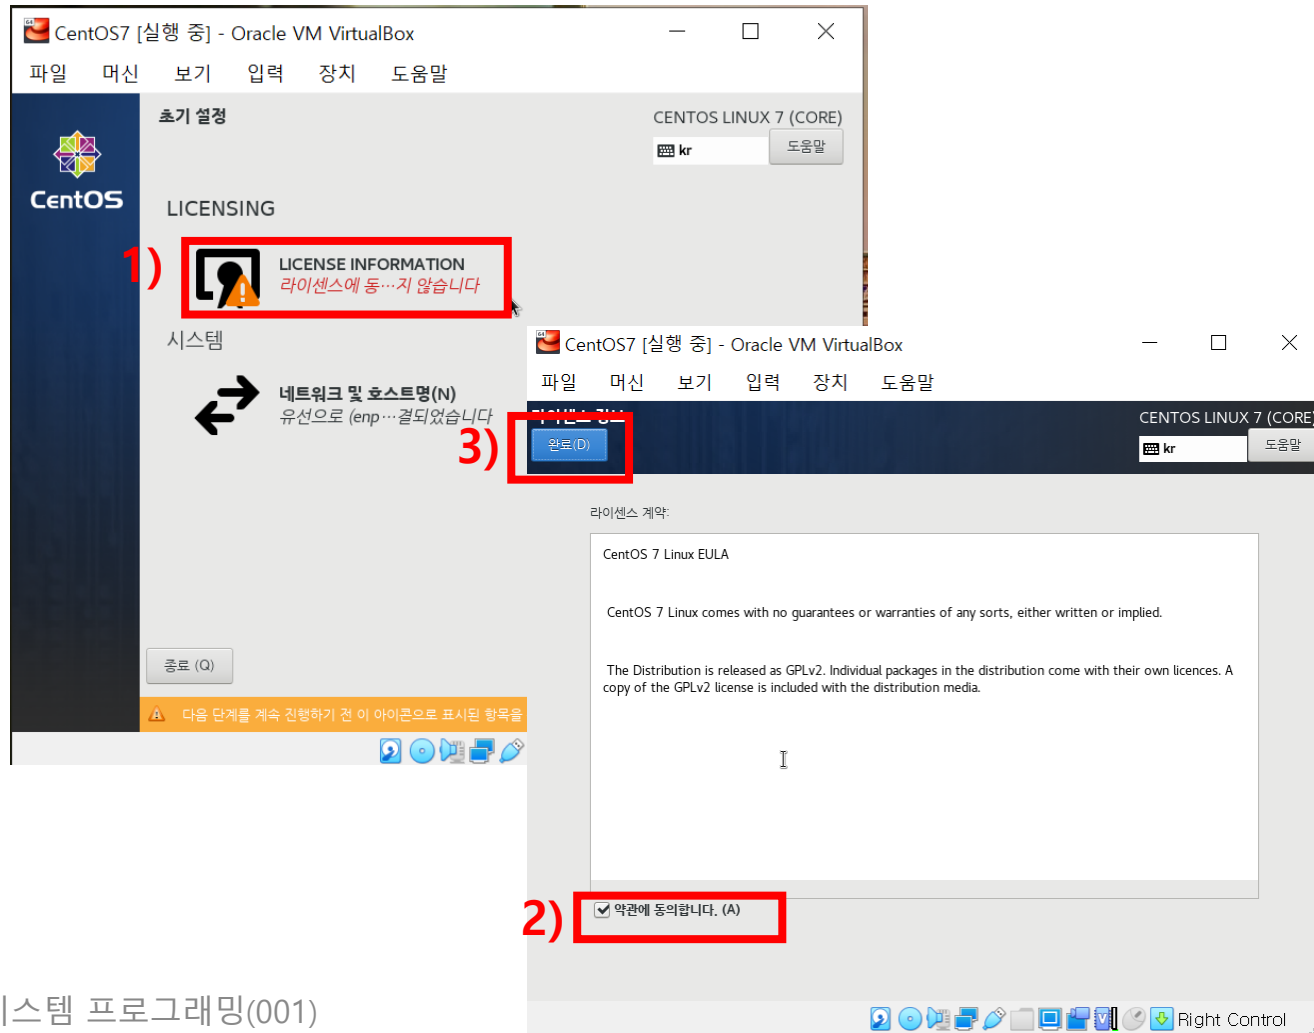 CentOS7 [실행 중] - Oracle VM VirtualBox
파일 머신 보기 입력 장치 도움말
초기 설정
CENTOS LINUX 7 (CORE)
kr
도움말
CentOS
LICENSING
1)
LICENSE INFORMATION
라이센스에 동…지 않습니다
시스템
네트워크 및 호스트명(N)
유선으로 (enp…결되었습니다
종료 (Q)
다음 단계를 계속 진행하기 전 이 아이콘으로 표시된 항목을
CentOS7 [실행 중] - Oracle VM VirtualBox
파일 머신 보기 입력 장치 도움말
라이센스 정보
CENTOS LINUX 7 (CORE)
3)
완료(D)
kr
도움말
라이센스 계약:
CentOS 7 Linux EULA
CentOS 7 Linux comes with no guarantees or warranties of any sorts, either written or implied.
The Distribution is released as GPLv2. Individual packages in the distribution come with their own licences. A
copy of the GPLv2 license is included with the distribution media.
2)
약관에 동의합니다. (A)
Right Control
스템 프로그래밍(001)